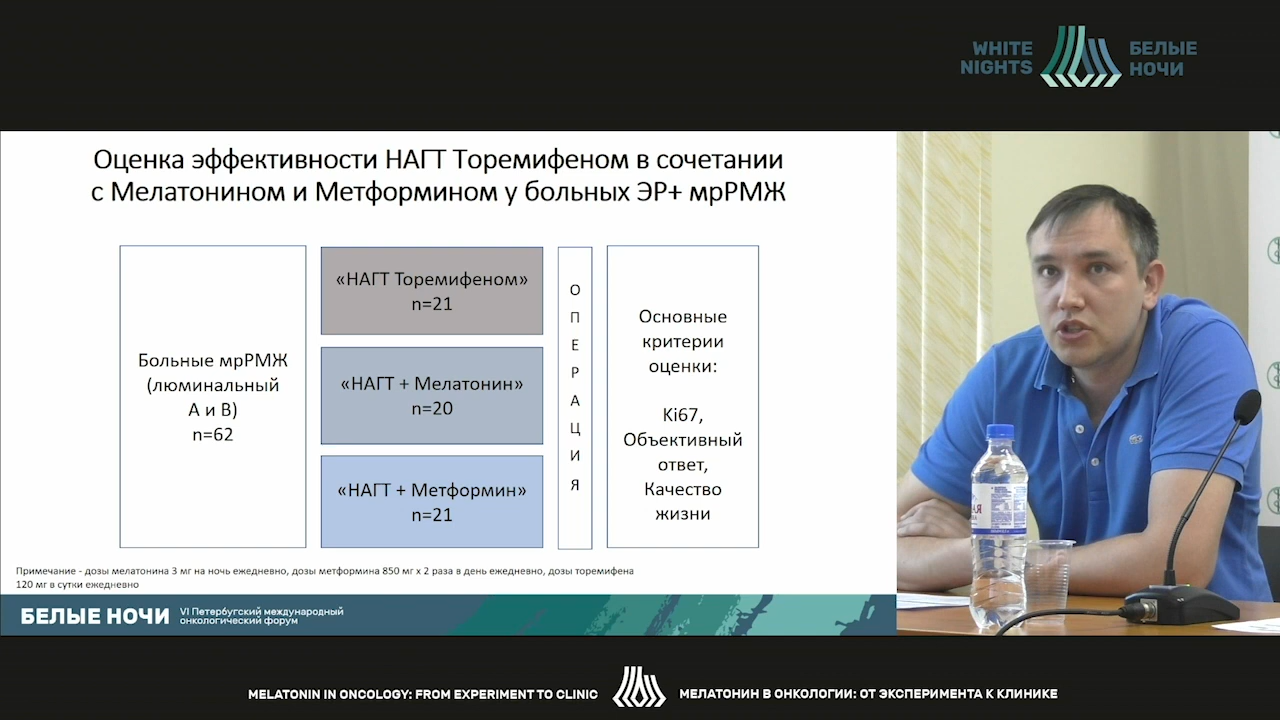 WHITE
NIGHTS
БЕЛЫЕ
НОЧИ
Оценка эффективности НАГТ Торемифеном в сочетании
с Мелатонином и Метформином у больных ЭР+ мрРМЖ
Больные мрРМЖ
(люминальный
А и В)
n=62
«НАГТ Торемифеном»
n=21
«НАГТ + Мелатонин»
n=20
«НАГТ + Метформин»
n=21
О
П
Е
Р
А
Ц
И
Я
Основные
критерии
оценки:
Ki67,
Объективный
ответ,
Качество
жизни
Примечание - дозы мелатонина 3 мг на ночь ежедневно, дозы метформина 850 мг х 2 раза в день ежедневно, дозы торемифена
120 мг в сутки ежедневно
БЕЛЫЕ НОЧИ
VI Петербугский международный
онкологический форум
MELATONIN IN ONCOLOGY: FROM EXPERIMENT TO CLINIC
МЕЛАТОНИН В ОНКОЛОГИИ: ОТ ЭКСПЕРИМЕНТА К КЛИНИКЕ